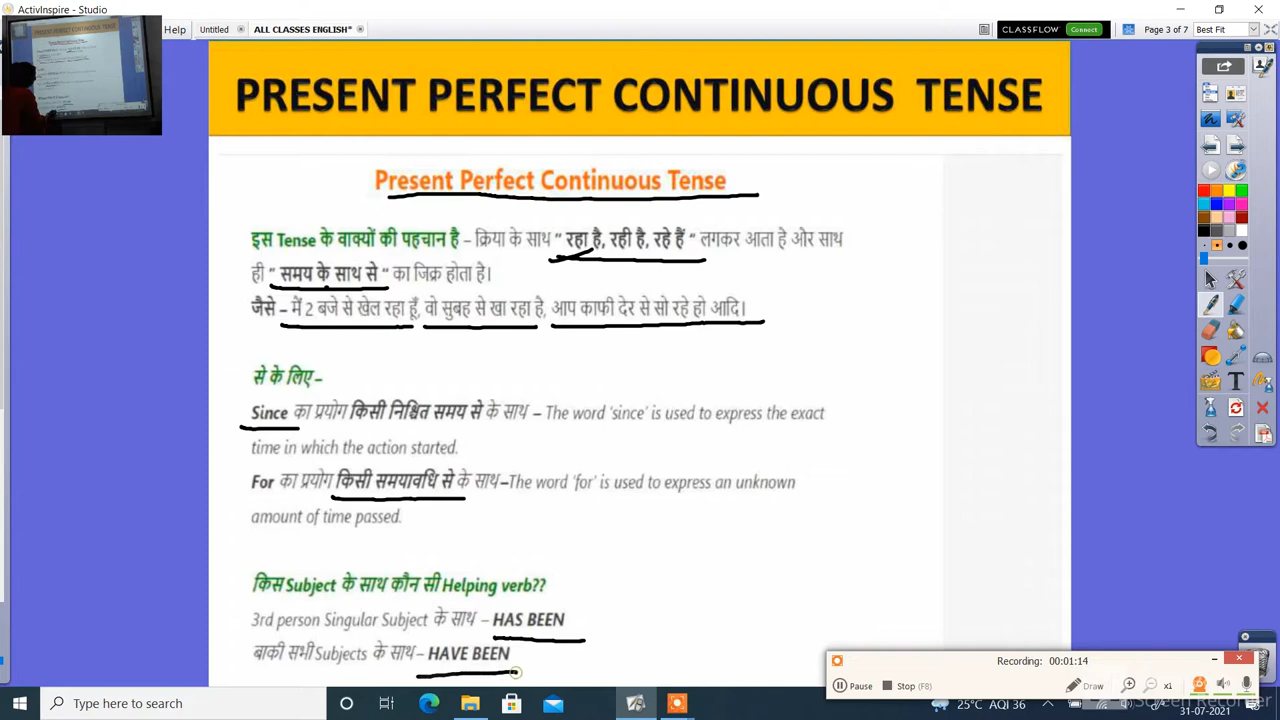 ActivInspire - Studio
Help
Untitled
ALL CLASSES ENGLISH*
CLASSFLOW
Connect
Page 3 of 7
Best Fit
PRESENT PERFECT CONTINUOUS TENSE
Present Perfect Continuous Tense
इस Tense के वाक्यों की पहचान है – क्रिया के साथ " रहा है, रही है, रहे हैं " लगकर आता हे ओर साथ
ही " समय के साथ से " का जिक्र होता है।
जैसे – मैं 2 बजे से खेल रहा हूँ, वो सुबह से खा रहा है, आप काफी देर से सो रहे हो आदि।
से के लिए –
Since का प्रयोग किसी निश्चित समय से के साथ – The word 'since' is used to express the exact
time in which the action started.
For का प्रयोग किसी समयावधि से के साथ–The word 'for' is used to express an unknown
amount of time passed.
किस Subject के साथ कौन सी Helping verb??
3rd person Singular Subject के साथ – HAS BEEN
बाकी सभी Subjects के साथ– HAVE BEEN
Recording: 00:01:14
Pause
Stop (F8)
Draw
x1
Type here to search
25°C AQI 36
31-07-2021
Screen Recorder